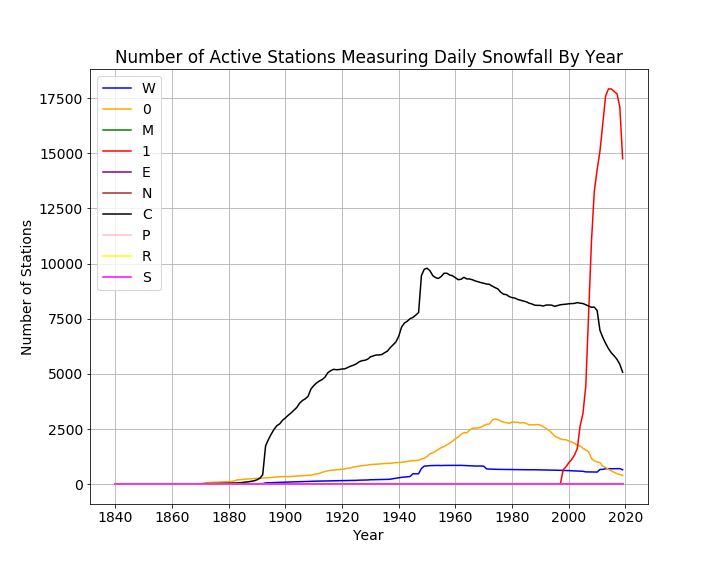 Number of Active Stations Measuring Daily Snowfall By Year
W
0
M
1
E
N
C
P
R
S
17500
15000
12500
10000
7500
5000
2500
0
Number of Stations
1840 1860 1880 1900 1920 1940 1960 1980 2000 2020
Year